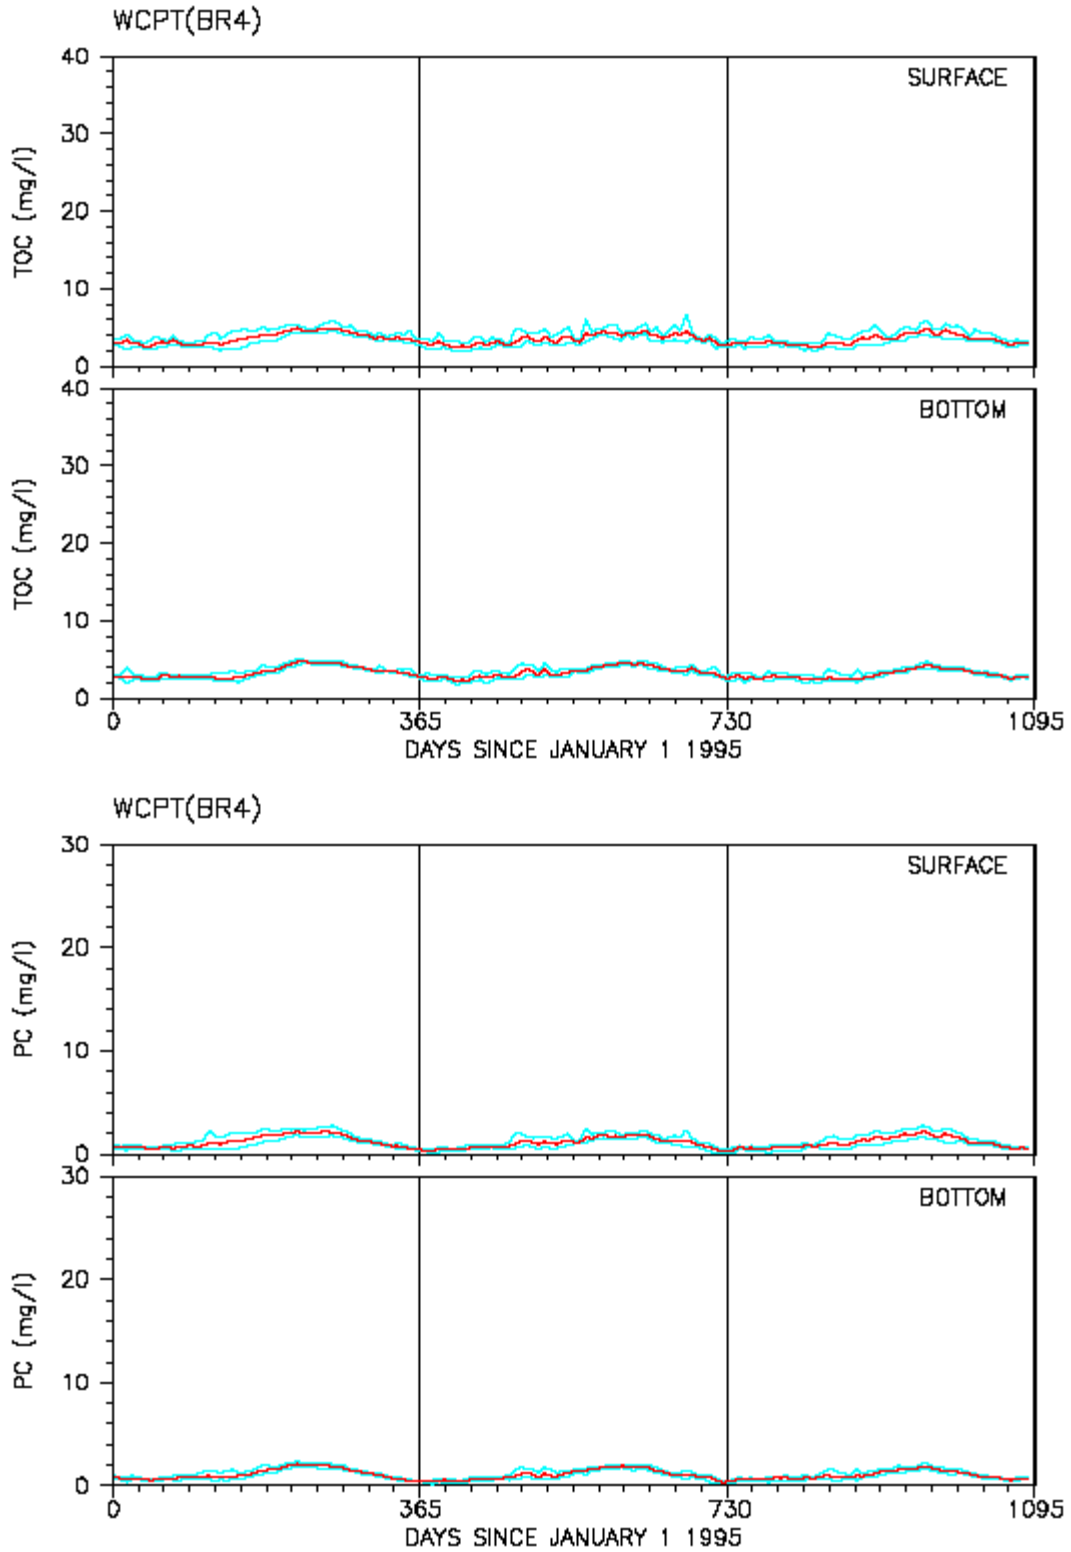 WCPT(BR4)
40
SURFACE
30
TOC (mg/l)
20
10
0
40
BOTTOM
30
TOC (mg/l)
20
10
0
0 365 730 1095
DAYS SINCE JANUARY 1 1995
WCPT(BR4)
30
SURFACE
20
PC (mg/l)
10
0
30
BOTTOM
20
PC (mg/l)
10
0
0 365 730 1095
DAYS SINCE JANUARY 1 1995